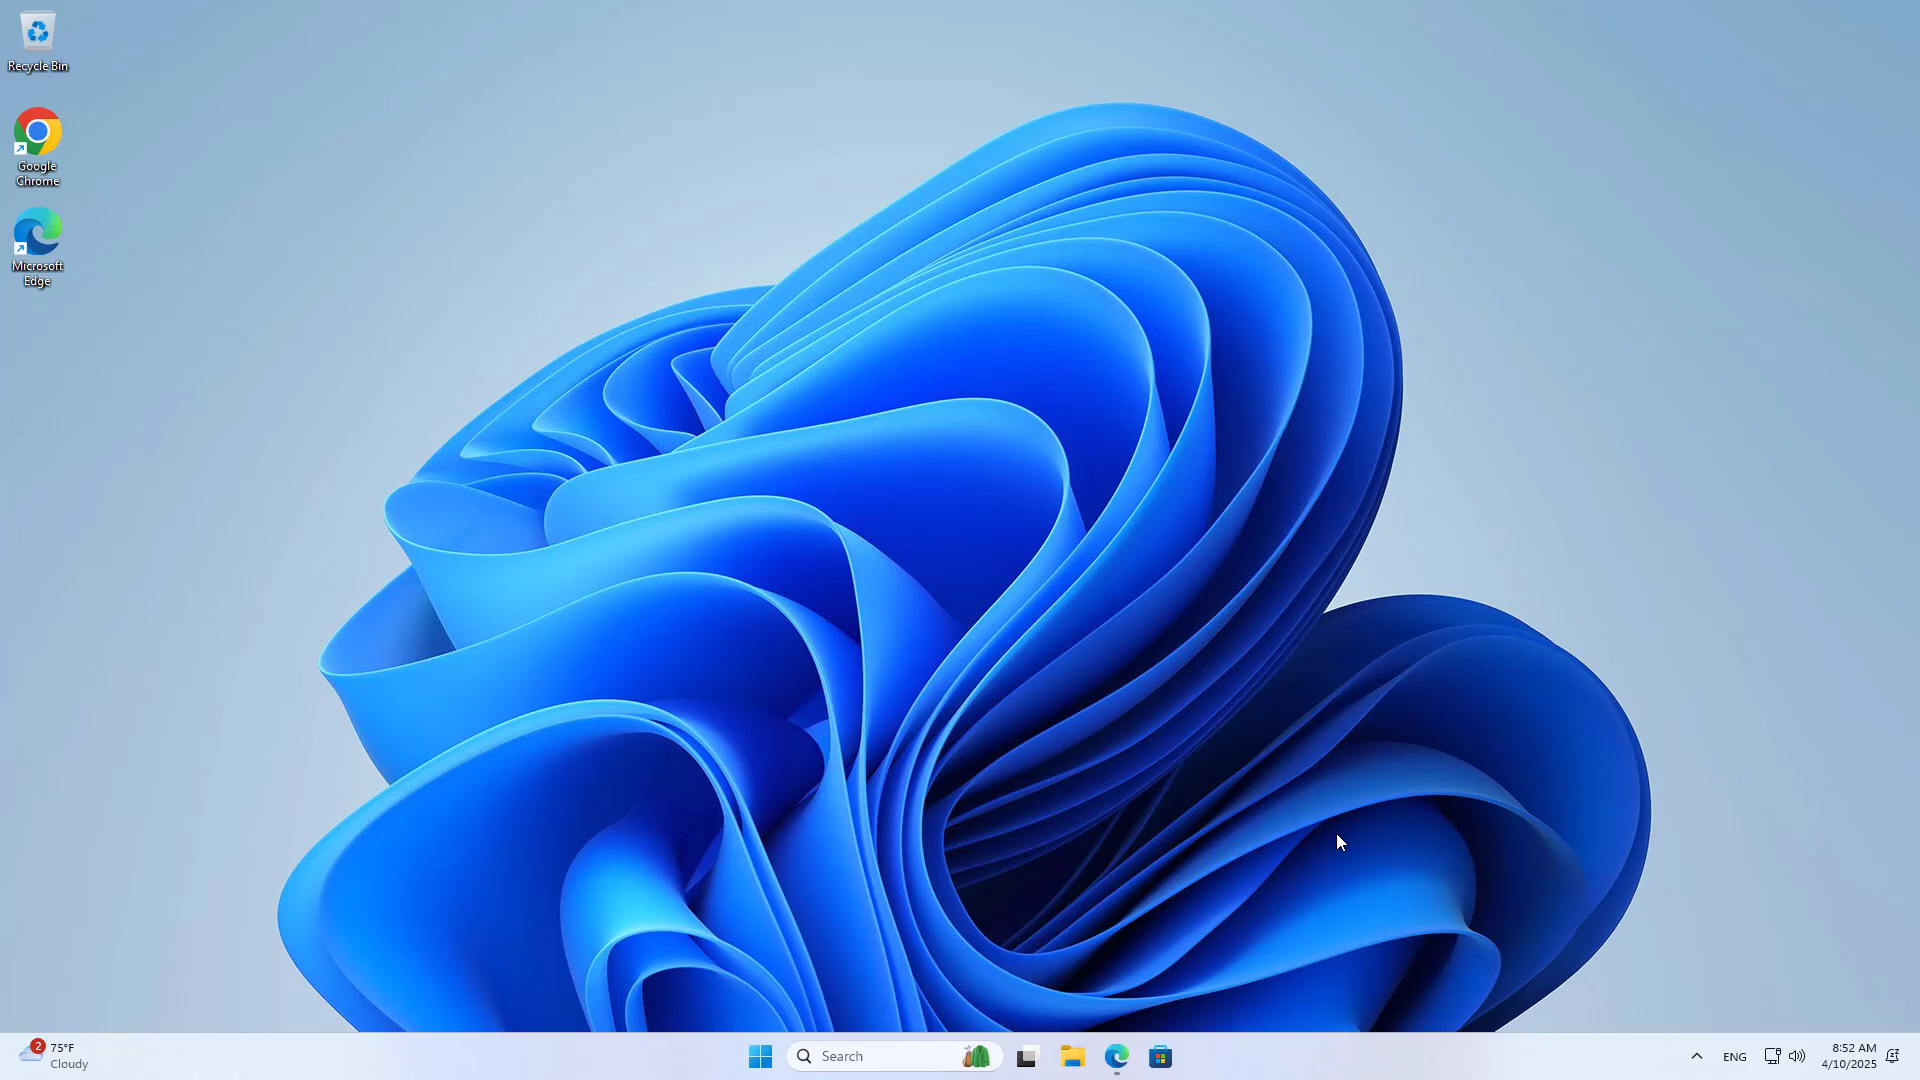 Recycle Bin
Google
Chrome
Microsoft
Edge
2
75°F
Cloudy
Search
ENG
8:52 AM
4/10/2025